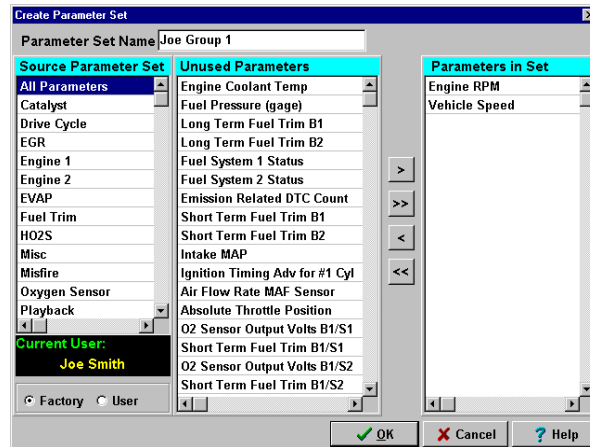 Create Parameter Set
Parameter Set Name Joe Group 1
Source Parameter Set
All Parameters
Catalyst
Drive Cycle
EGR
Engine 1
Engine 2
EVAP
Fuel Trim
HO2S
Misc
Misfire
Oxygen Sensor
Playback
Current User:
Joe Smith
Factory
User
Unused Parameters
Engine Coolant Temp
Fuel Pressure (gage)
Long Term Fuel Trim B1
Long Term Fuel Trim B2
Fuel System 1 Status
Fuel System 2 Status
Emission Related DTC Count
Short Term Fuel Trim B1
Short Term Fuel Trim B2
Intake MAP
Ignition Timing Adv for #1 Cyl
Air Flow Rate MAF Sensor
Absolute Throttle Position
O2 Sensor Output Volts B1/S1
Short Term Fuel Trim B1/S1
O2 Sensor Output Volts B1/S2
Short Term Fuel Trim B1/S2
>
>>
<
<<
Parameters in Set
Engine RPM
Vehicle Speed
OK
Cancel
? Help